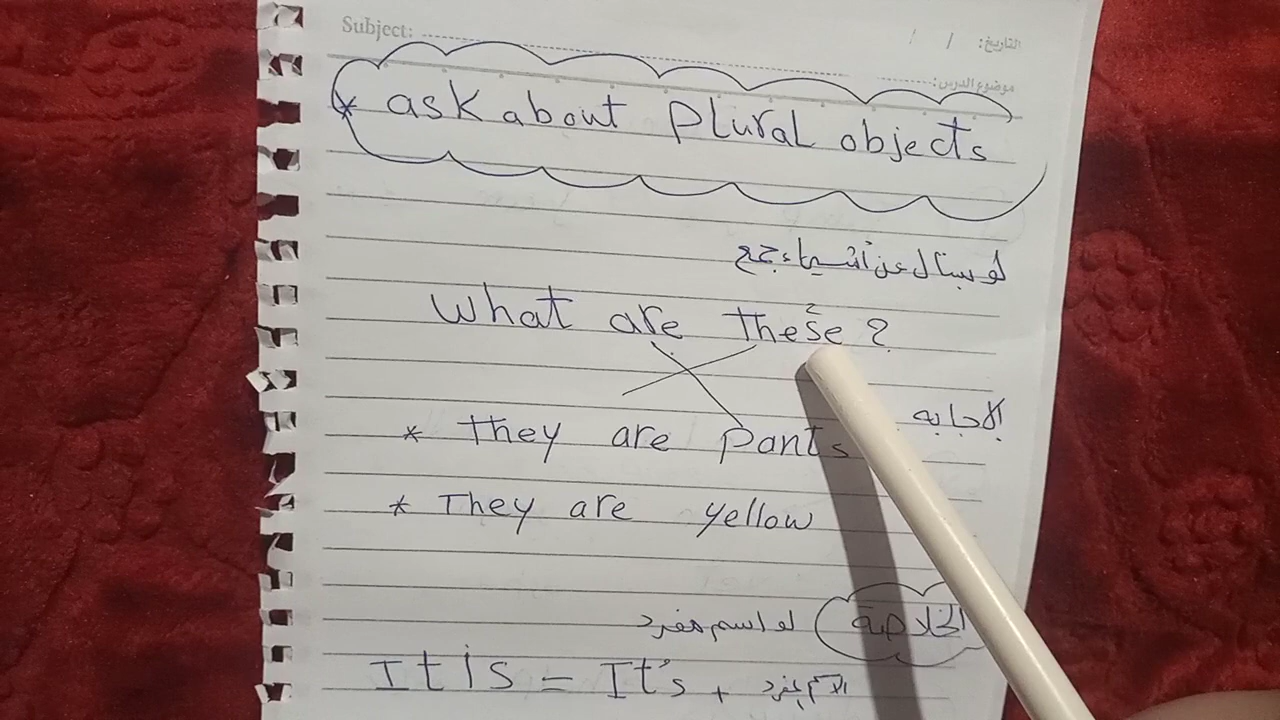 Subject:
التاريخ: / /
موضوع الدرس:
* ask about plural objects
لو بسأل عن أشياء جمع
What are these?
الاجابه
* they are pants
* They are yellow
الخلاصة لو اسم مفرد
It is = It's + الاسم مفرد